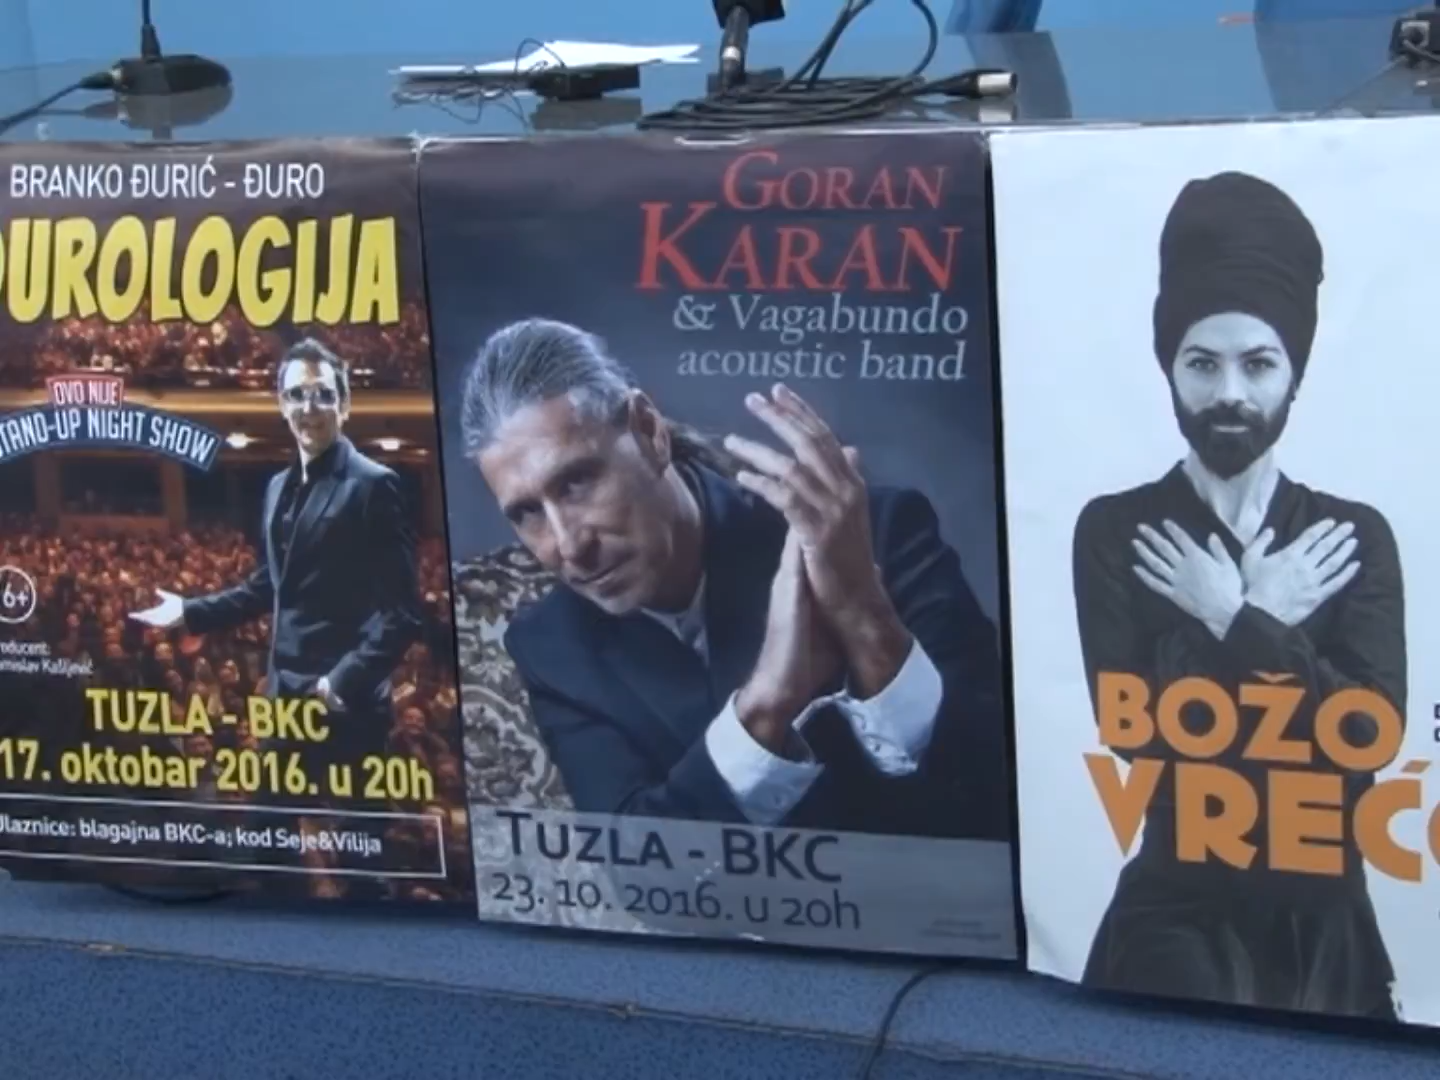 BRANKO ĐURIĆ - ĐURO
ĐUROLOGIJA
OVO NIJE
STAND-UP NIGHT SHOW
6+
TUZLA - BKC
17. oktobar 2016. u 20h
Ulaznice: blagajna BKC-a; kod Seje&Vilija
GORAN
KARAN
& Vagabundo
acoustic band
TUZLA - BKC
23. 10. 2016. u 20h
BOŽO
VREĆO